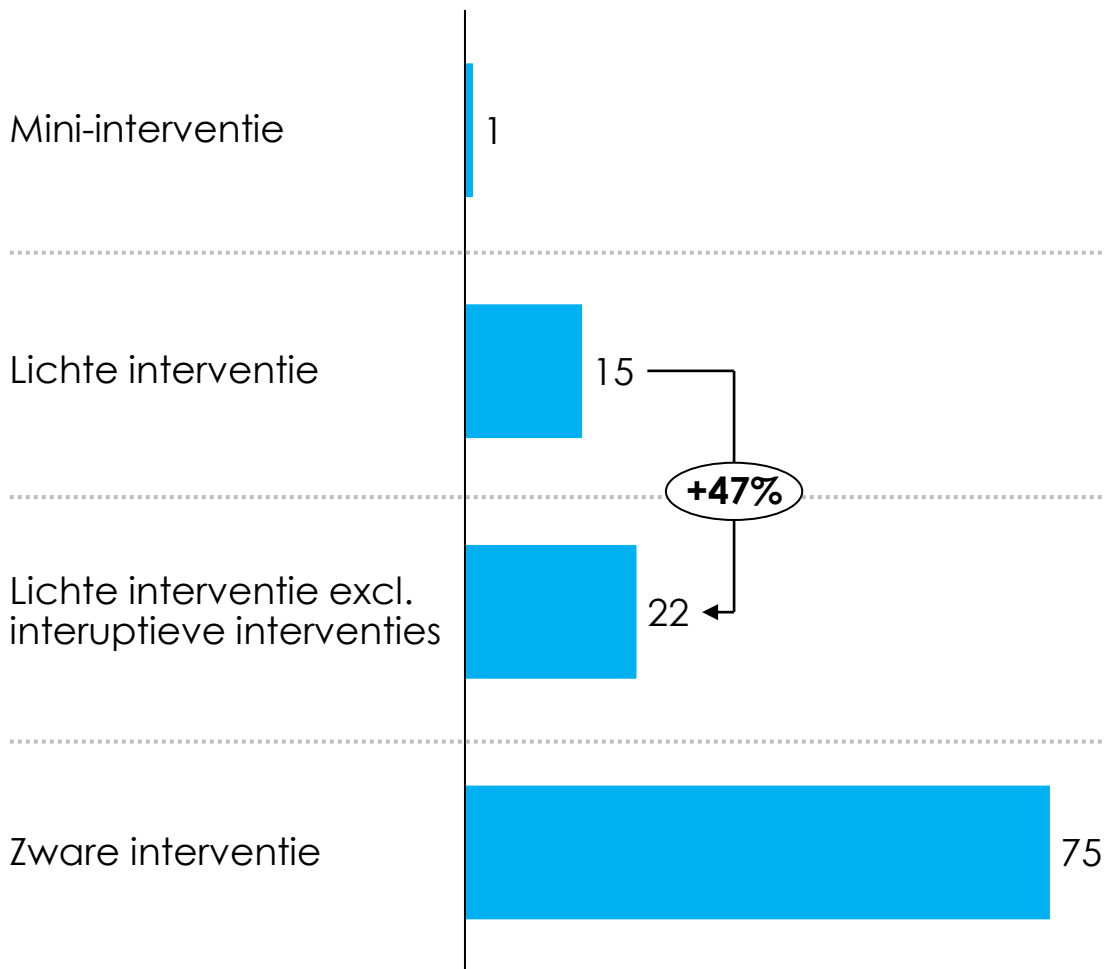 Mini-interventie
1
Lichte interventie
15
+47%
Lichte interventie excl.
interuptieve interventies
22
Zware interventie
75